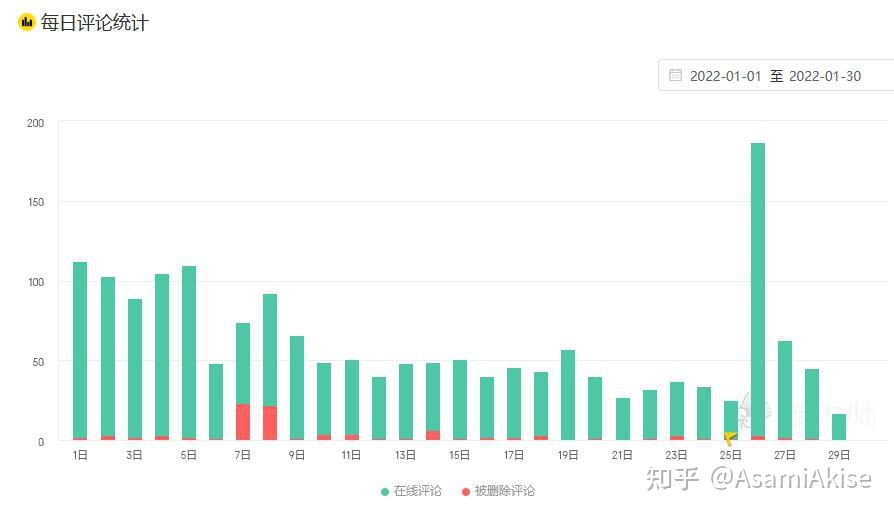 每日评论统计
2022-01-01 至 2022-01-30
200
150
100
50
0
1日 3日 5日 7日 9日 11日 13日 15日 17日 19日 21日 23日 25日 27日 29日
在线评论 被删除评论
知乎 @AsamiAkise